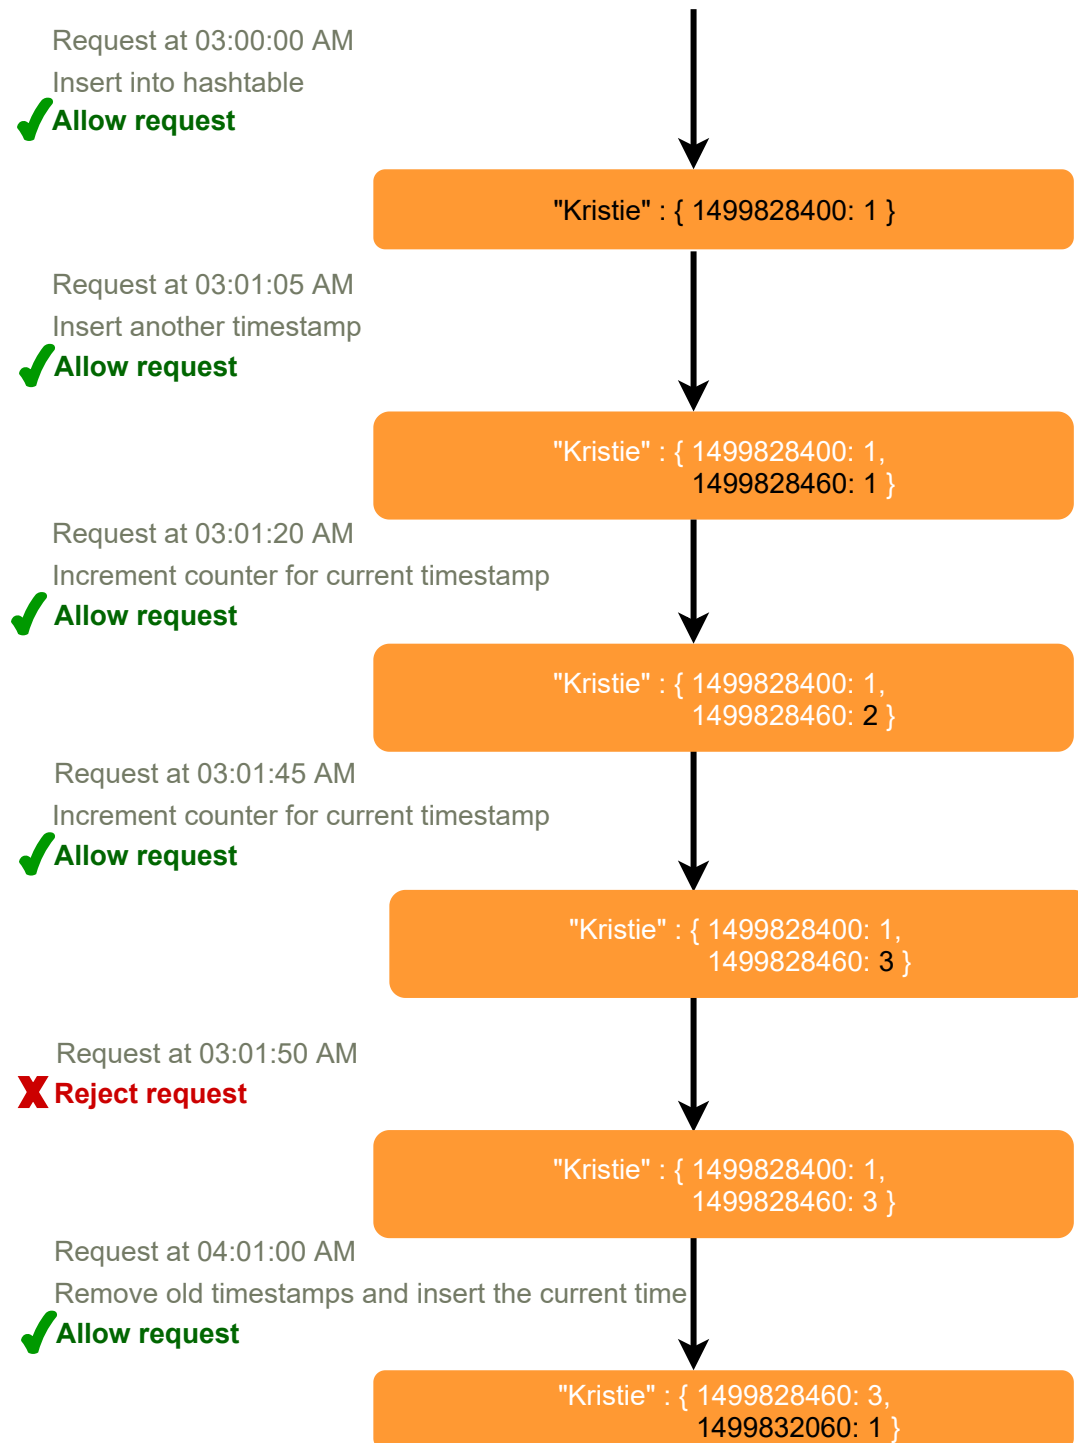 Request at 03:00:00 AM
Insert into hashtable
Allow request
"Kristie" : { 1499828400: 1 }
Request at 03:01:05 AM
Insert another timestamp
Allow request
"Kristie" : { 1499828400: 1,
1499828460: 1 }
Request at 03:01:20 AM
Increment counter for current timestamp
Allow request
"Kristie" : { 1499828400: 1,
1499828460: 2 }
Request at 03:01:45 AM
Increment counter for current timestamp
Allow request
"Kristie" : { 1499828400: 1,
1499828460: 3 }
Request at 03:01:50 AM
X Reject request
"Kristie" : { 1499828400: 1,
1499828460: 3 }
Request at 04:01:00 AM
Remove old timestamps and insert the current time
Allow request
"Kristie" : { 1499828460: 3,
1499832060: 1 }